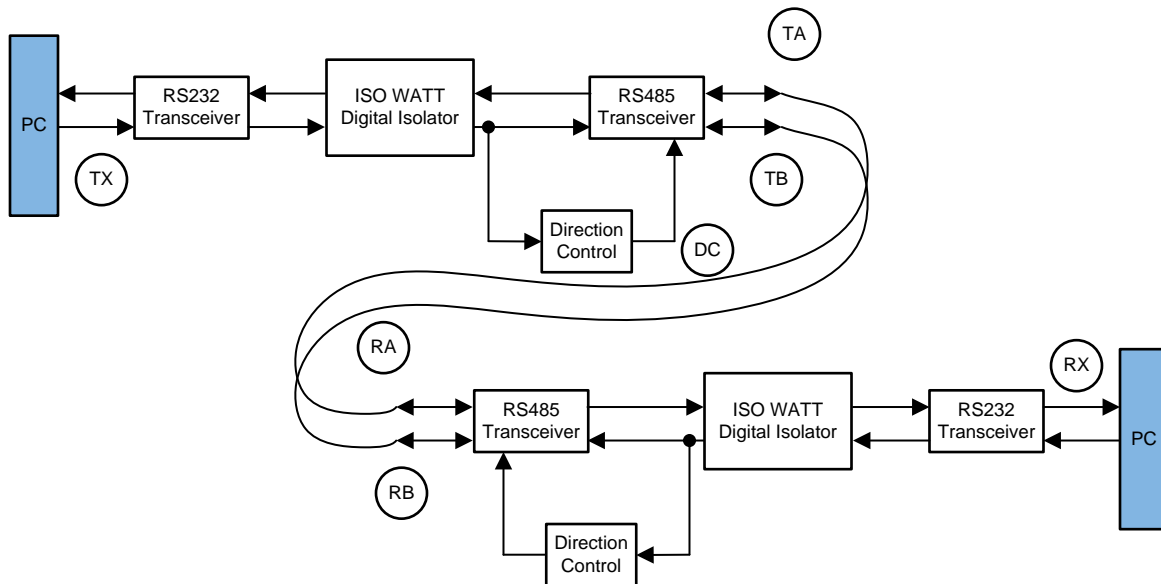 TA
PC
RS232
Transceiver
ISO WATT
Digital Isolator
RS485
Transceiver
TX
TB
Direction
Control
DC
RA
RX
RS485
Transceiver
ISO WATT
Digital Isolator
RS232
Transceiver
PC
RB
Direction
Control